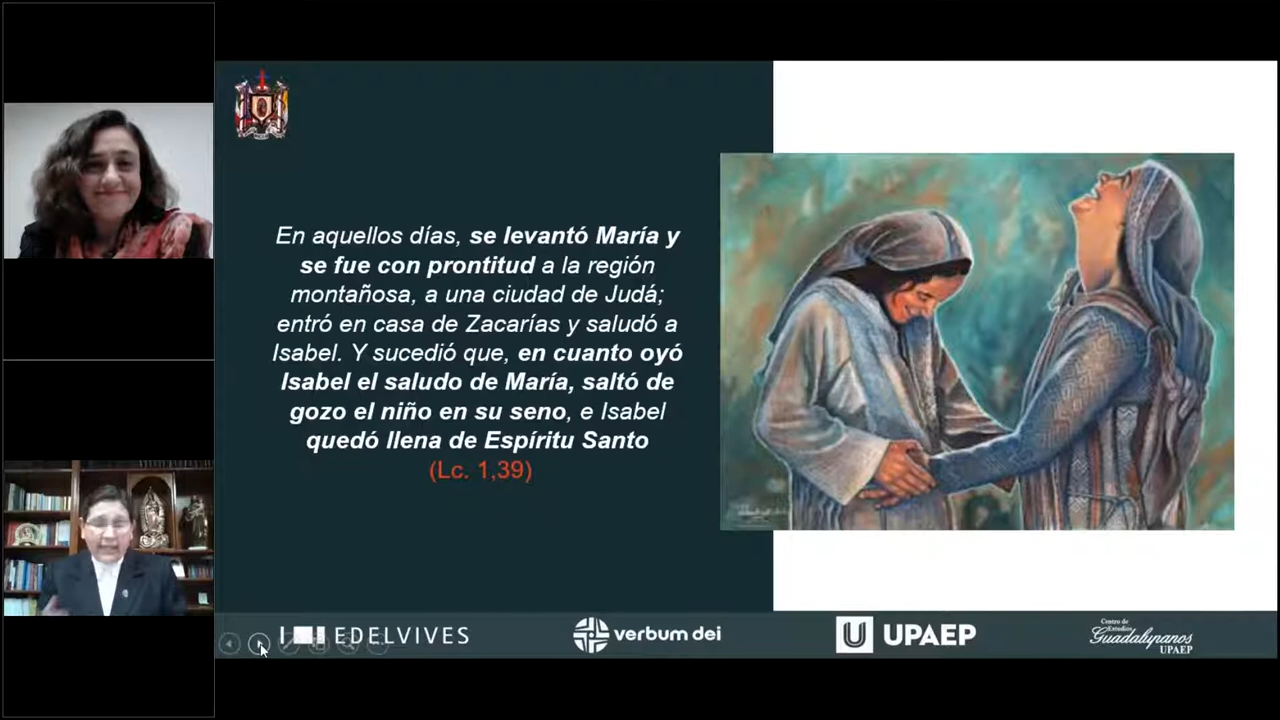 En aquellos días, se levantó María y
se fue con prontitud a la región
montañosa, a una ciudad de Judá;
entró en casa de Zacarías y saludó a
Isabel. Y sucedió que, en cuanto oyó
Isabel el saludo de María, saltó de
gozo el niño en su seno, e Isabel
quedó llena de Espíritu Santo
(Lc. 1,39)
EDELVIVES
verbum dei
UPAEP
Centro de
Estudios
Guadalupanos
UPAEP